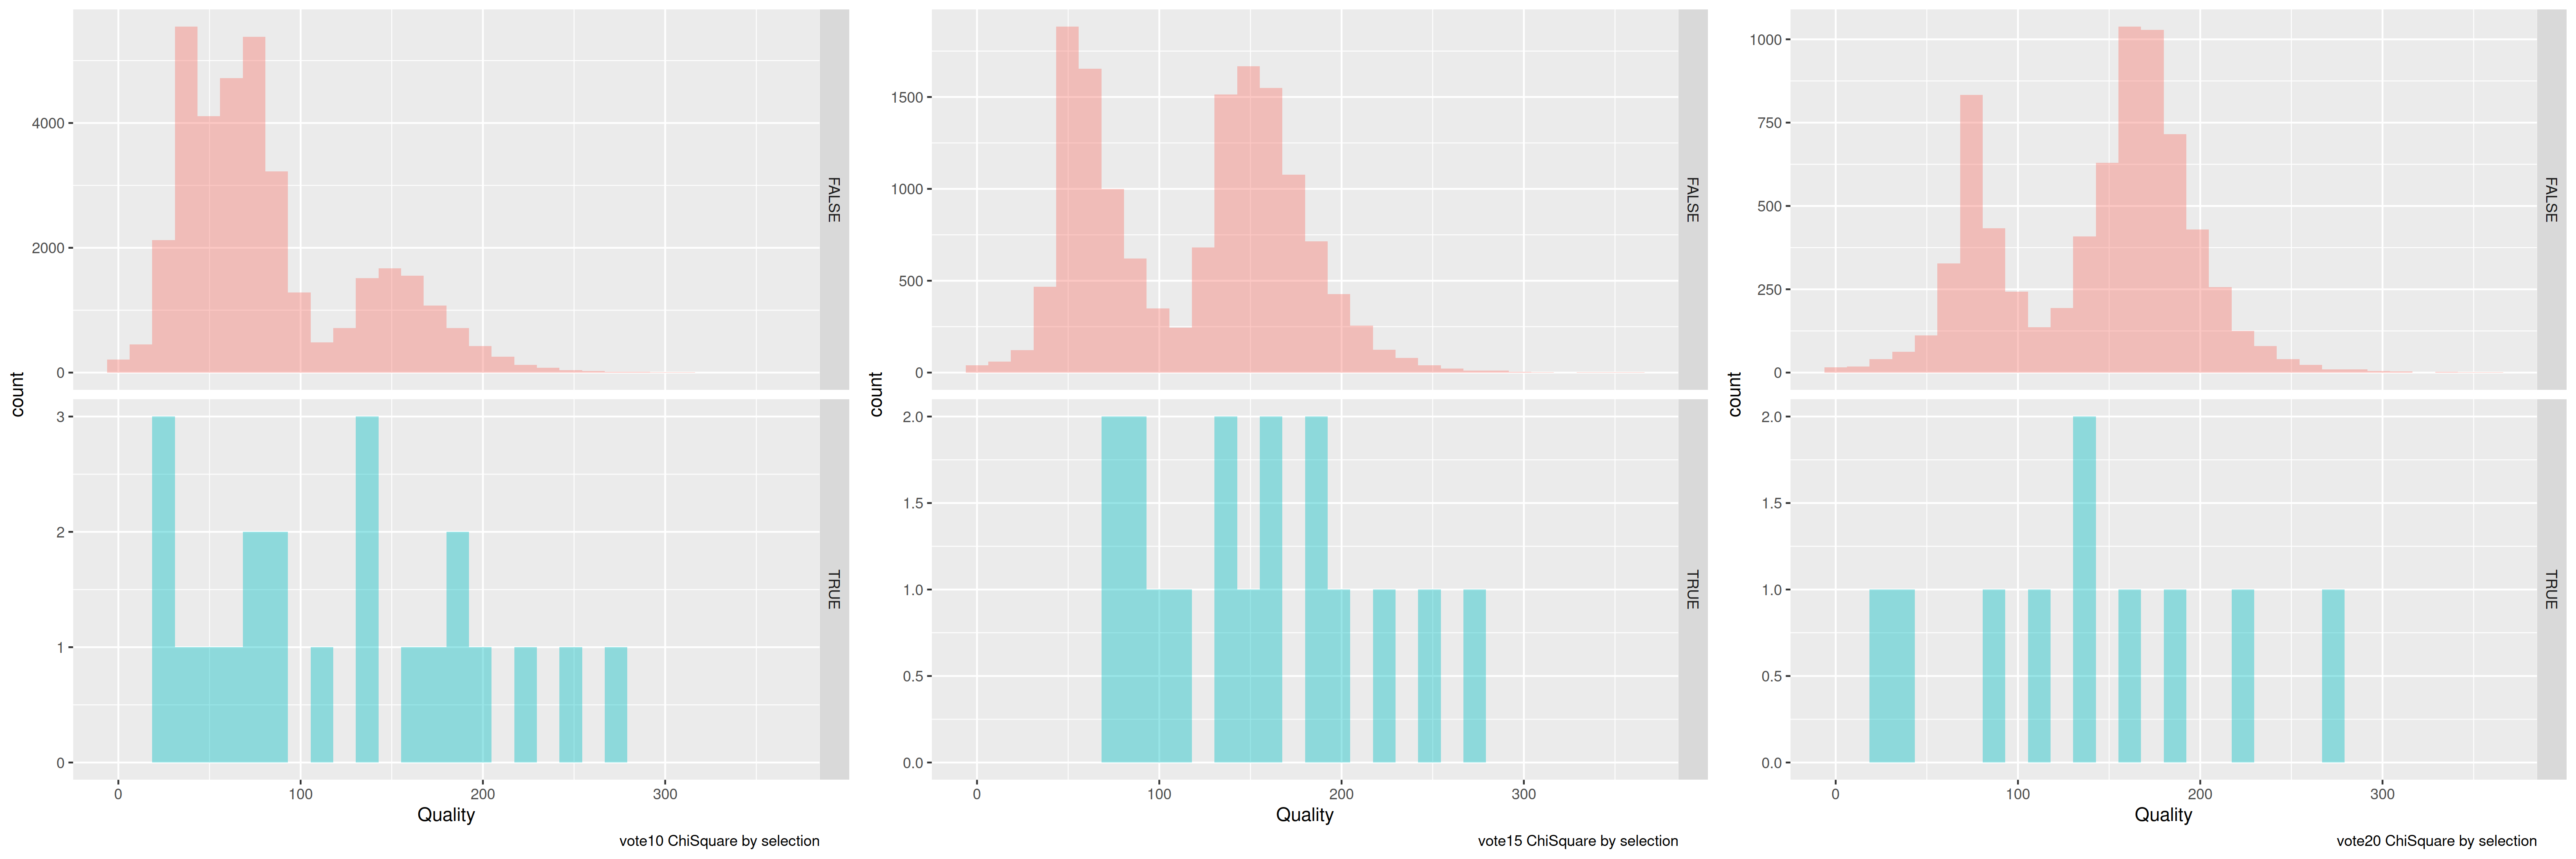 count
4000
2000
0
FALSE
3
2
1
0
TRUE
0 100 200 300
Quality
vote10 ChiSquare by selection
count
1500
1000
500
0
FALSE
2.0
1.5
1.0
0.5
0.0
TRUE
0 100 200 300
Quality
vote15 ChiSquare by selection
count
1000
750
500
250
0
FALSE
2.0
1.5
1.0
0.5
0.0
TRUE
0 100 200 300
Quality
vote20 ChiSquare by selection